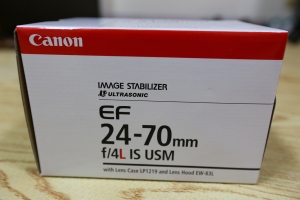 Canon
IMAGE STABILIZER
ULTRASONIC
EF
24-70mm
f/4L IS USM
with Lens Case LP1219 and Lens Hood EW-83L